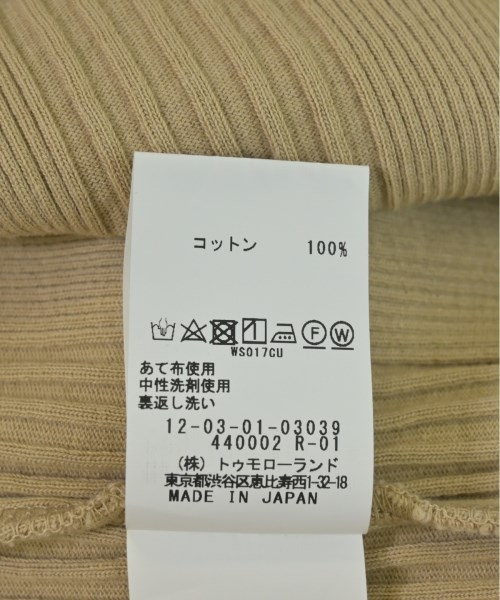 コットン 100%
F W
WS017CU
あて布使用
中性洗剤使用
裏返し洗い
12-03-01-03039
440002 R-01
(株) トゥモローランド
東京都渋谷区恵比寿西1-32-18
MADE IN JAPAN